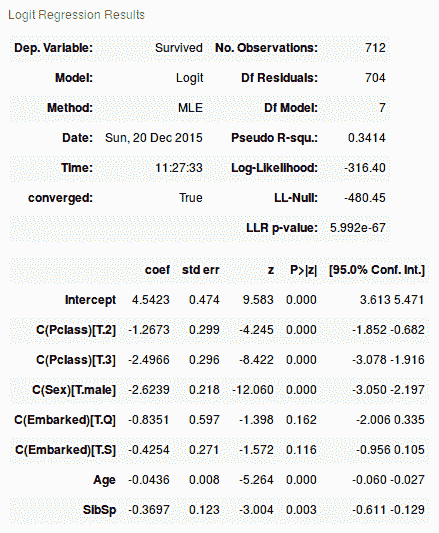 Logit Regression Results
Dep. Variable: Survived No. Observations: 712
Model: Logit Df Residuals: 704
Method: MLE Df Model: 7
Date: Sun, 20 Dec 2015 Pseudo R-squ.: 0.3414
Time: 11:27:33 Log-Likelihood: -316.40
converged: True LL-Null: -480.45
LLR p-value: 5.992e-67
coef std err z P>|z| [95.0% Conf. Int.]
Intercept 4.5423 0.474 9.583 0.000 3.613 5.471
C(Pclass)[T.2] -1.2673 0.299 -4.245 0.000 -1.852 -0.682
C(Pclass)[T.3] -2.4966 0.296 -8.422 0.000 -3.078 -1.916
C(Sex)[T.male] -2.6239 0.218 -12.060 0.000 -3.050 -2.197
C(Embarked)[T.Q] -0.8351 0.597 -1.398 0.162 -2.006 0.335
C(Embarked)[T.S] -0.4254 0.271 -1.572 0.116 -0.956 0.105
Age -0.0436 0.008 -5.264 0.000 -0.060 -0.027
SibSp -0.3697 0.123 -3.004 0.003 -0.611 -0.129